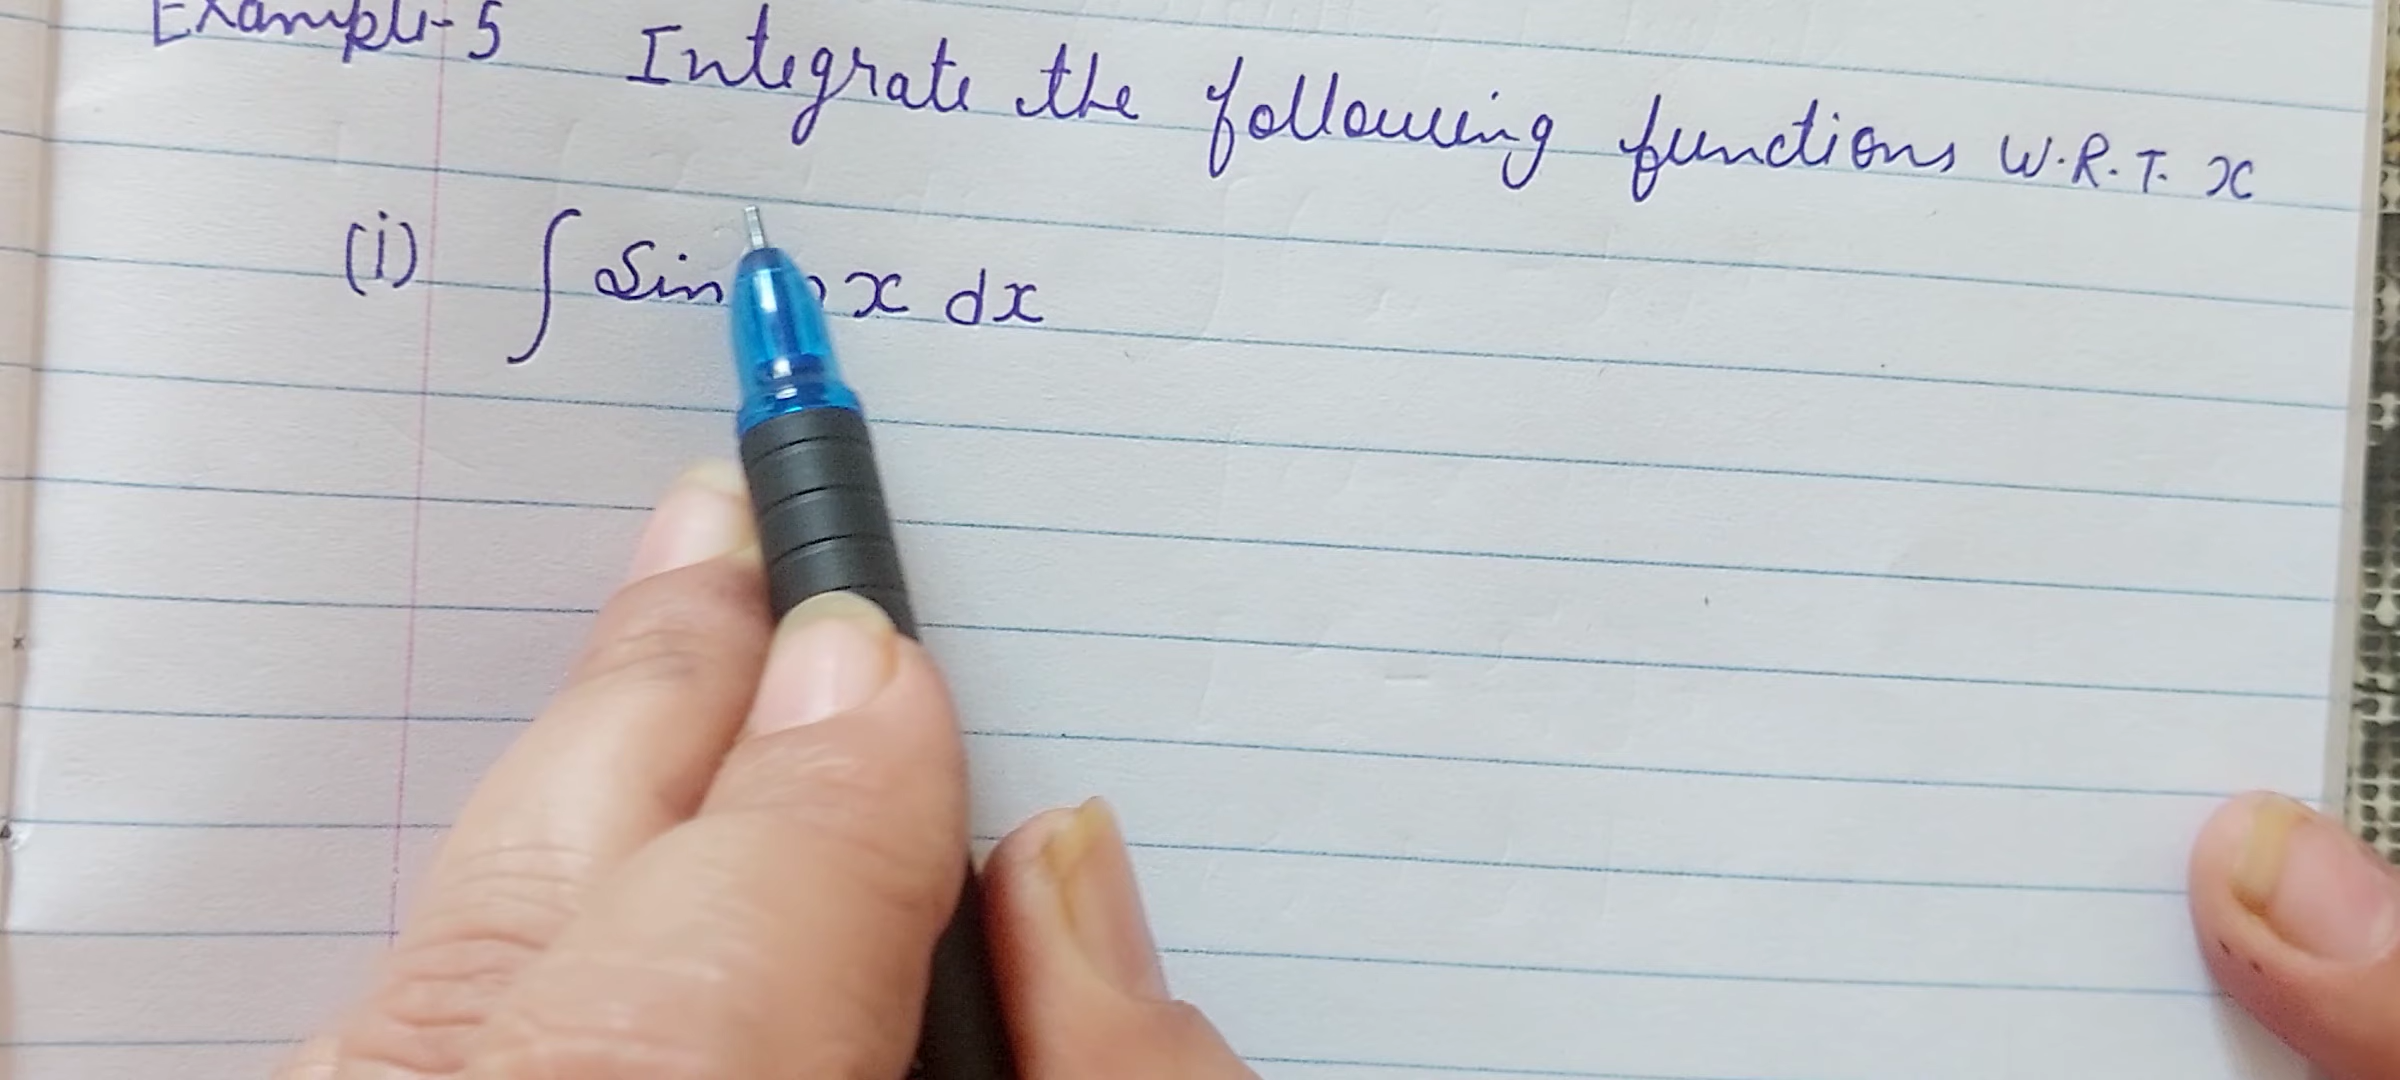 Example-5 Integrate the following functions W.R.T. x
(i) ∫ Sin x dx